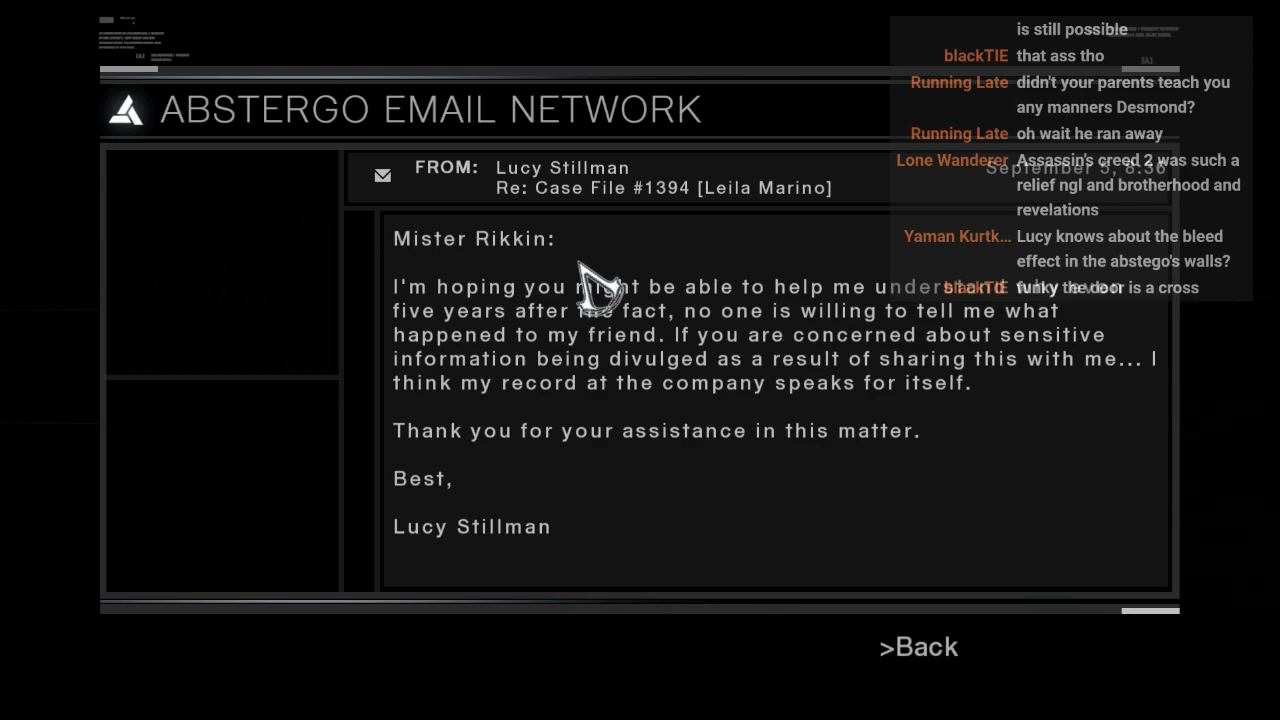 ABSTERGO EMAIL NETWORK
FROM: Lucy Stillman
Re: Case File #1394 [Leila Marino]
September 5, 8:36
Mister Rikkin:
I'm hoping you might be able to help me understand why even
five years after the fact, no one is willing to tell me what
happened to my friend. If you are concerned about sensitive
information being divulged as a result of sharing this with me... I
think my record at the company speaks for itself.
Thank you for your assistance in this matter.
Best,
Lucy Stillman
>Back
is still possible
blackTIE that ass tho
Running Late didn't your parents teach you
any manners Desmond?
Running Late oh wait he ran away
Lone Wanderer Assassin's creed 2 was such a
relief ngl and brotherhood and
revelations
Yaman Kurtk... Lucy knows about the bleed
effect in the abstego's walls?
blackTIE funky the door is a cross